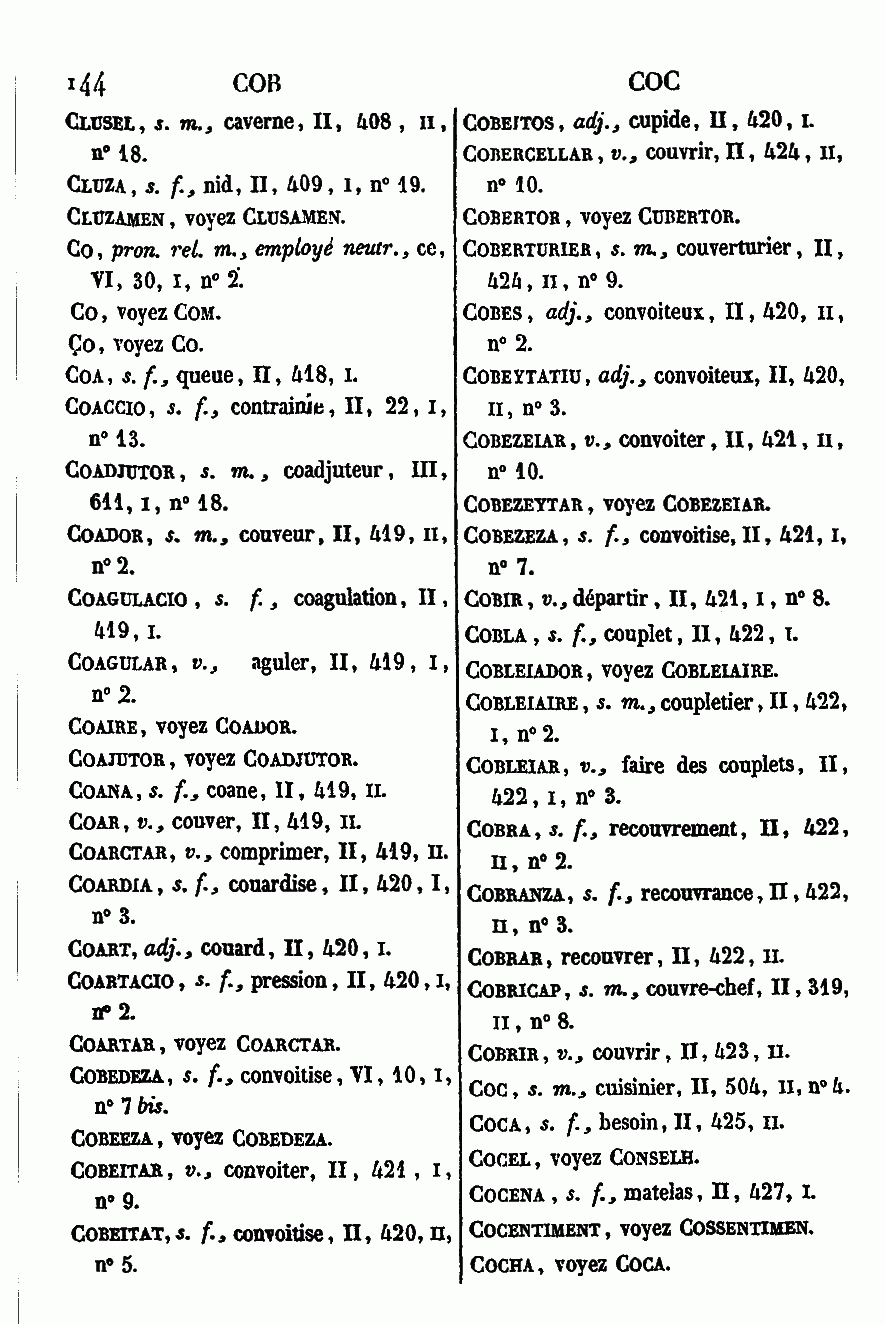 144 COB COC
CLUSEL, s. m., caverne, II, 408, II,
n° 18.
CLUZA, s. f., nid, II, 409, I, n° 19.
CLUZAMEN, voyez CLUSAMEN.
CO, pron. rel. m., employé neutr., ce,
VI, 30, I, n° 2.
CO, voyez COM.
ÇO, voyez CO.
COA, s. f., queue, II, 418, I.
COACCIO, s. f., contrainte, II, 22, I,
n° 13.
COADJUTOR, s. m., coadjuteur, III,
611, I, n° 18.
COADOR, s. m., couveur, II, 419, II,
n° 2.
COAGULACIO, s. f., coagulation, II,
419, I.
COAGULAR, v., aguler, II, 419, I,
n° 2.
COAIRE, voyez COADOR.
COAJUTOR, voyez COADJUTOR.
COANA, s. f., coane, II, 419, II.
COAR, v., couver, II, 419, II.
COARCTAR, v., comprimer, II, 419, II.
COARDIA, s. f., couardise, II, 420, I,
n° 3.
COART, adj., couard, II, 420, I.
COARTACIO, s. f., pression, II, 420, I,
n° 2.
COARTAR, voyez COARCTAR.
COBEDEZA, s. f., convoitise, VI, 10, I,
n° 7 bis.
COBEEZA, voyez COBEDEZA.
COBEITAR, v., convoiter, II, 421, I,
n° 9.
COBEITAT, s. f., convoitise, II, 420, II,
n° 5.
COBEITOS, adj., cupide, II, 420, I.
COBERCELLAR, v., couvrir, II, 424, II,
n° 10.
COBERTOR, voyez CUBERTOR.
COBERTURIER, s. m., couverturier, II,
424, II, n° 9.
COBES, adj., convoiteux, II, 420, II,
n° 2.
COBEYTATIU, adj., convoiteux, II, 420,
II, n° 3.
COBEZEIAR, v., convoiter, II, 421, II,
n° 10.
COBEZEYTAR, voyez COBEZEIAR.
COBEZEZA, s. f., convoitise, II, 421, I,
n° 7.
COBIR, v., départir, II, 421, I, n° 8.
COBLA, s. f., couplet, II, 422, I.
COBLEIADOR, voyez COBLEIAIRE.
COBLEIAIRE, s. m., coupletier, II, 422,
I, n° 2.
COBLEIAR, v., faire des couplets, II,
422, I, n° 3.
COBRA, s. f., recouvrement, II, 422,
II, n° 2.
COBRANZA, s. f., recouvrance, II, 422,
II, n° 3.
COBRAR, recouvrer, II, 422, II.
COBRICAP, s. m., couvre-chef, II, 319,
II, n° 8.
COBRIR, v., couvrir, II, 423, II.
COC, s. m., cuisinier, II, 504, II, n° 4.
COCA, s. f., besoin, II, 425, II.
COCEL, voyez CONSELH.
COCENA, s. f., matelas, II, 427, I.
COCENTIMENT, voyez COSSENTIMEN.
COCHA, voyez COCA.